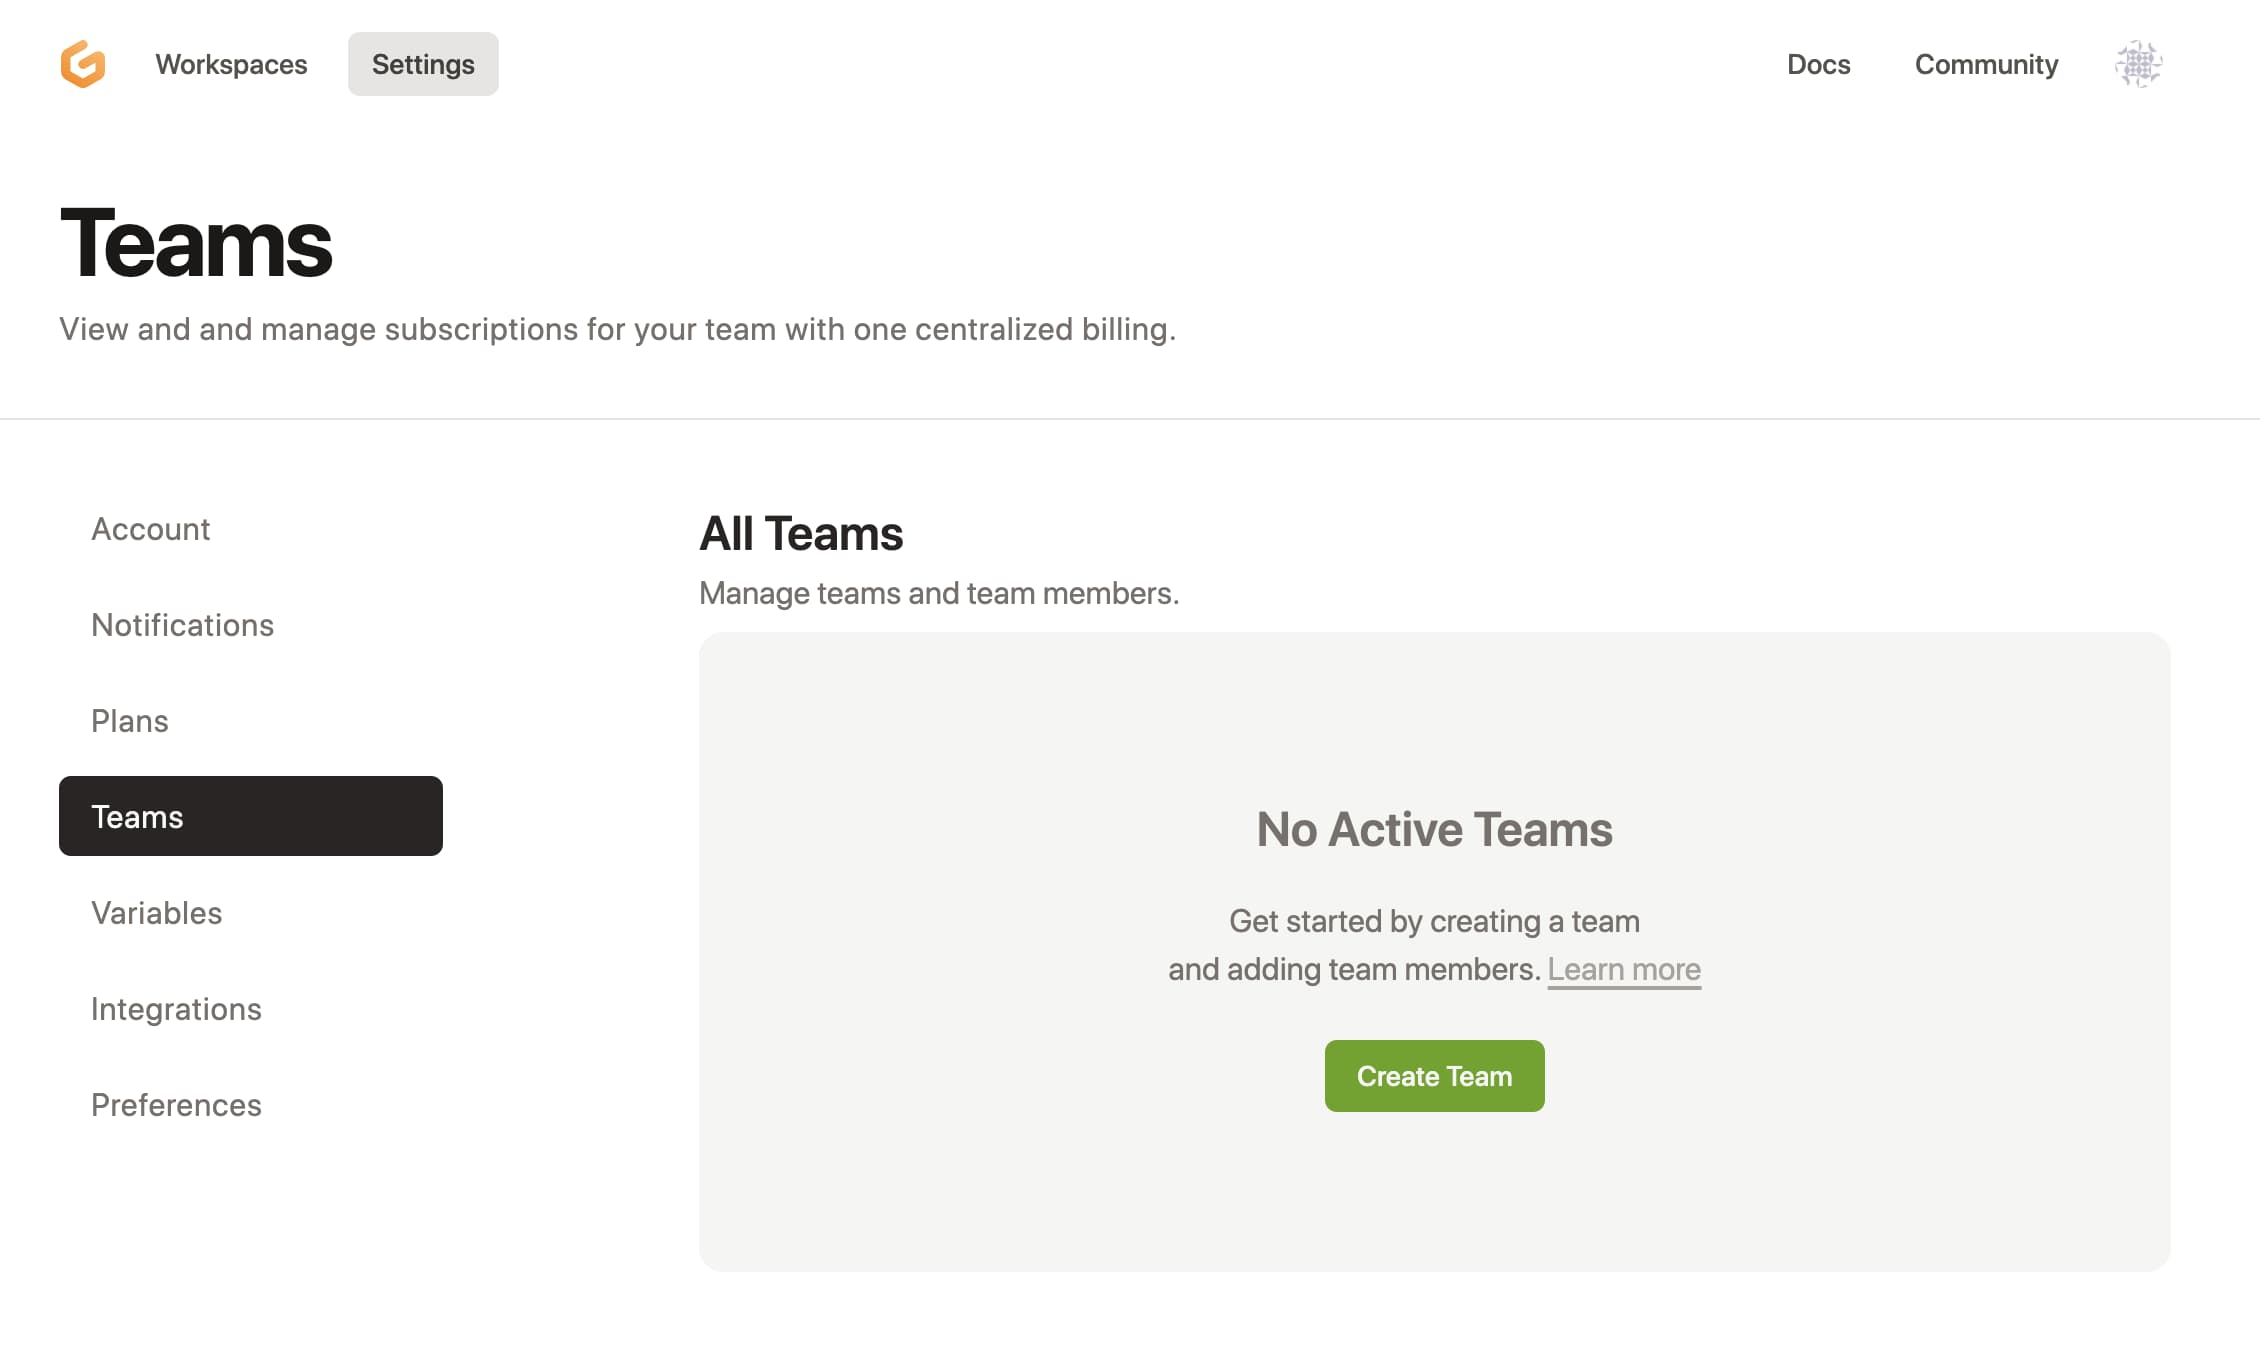 Workspaces
Settings
Docs
Community
Teams
View and and manage subscriptions for your team with one centralized billing.
Account
Notifications
Plans
Teams
Variables
Integrations
Preferences
All Teams
Manage teams and team members.
No Active Teams
Get started by creating a team
and adding team members. Learn more
Create Team